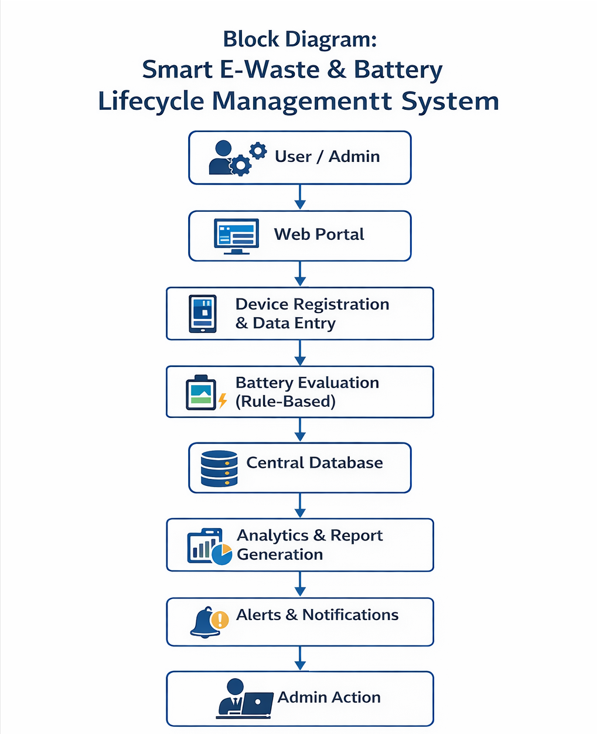 Block Diagram:
Smart E-Waste & Battery
Lifecycle Managementt System
User / Admin
Web Portal
Device Registration
& Data Entry
Battery Evaluation
(Rule-Based)
Central Database
Analytics & Report
Generation
Alerts & Notifications
Admin Action